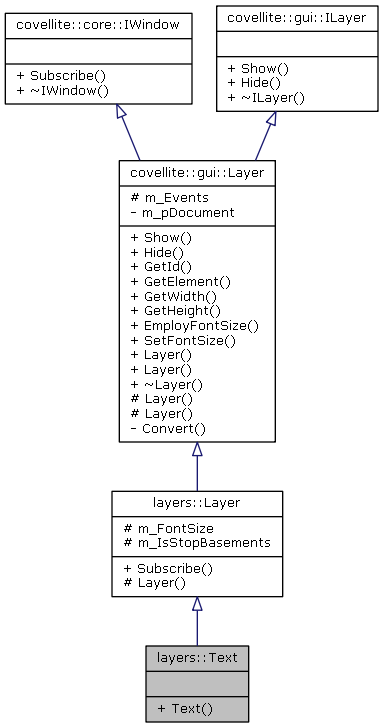 covellite::core::IWindow
+ Subscribe()
+ ~IWindow()
covellite::gui::ILayer
+ Show()
+ Hide()
+ ~ILayer()
covellite::gui::Layer
# m_Events
- m_pDocument
+ Show()
+ Hide()
+ GetId()
+ GetElement()
+ GetWidth()
+ GetHeight()
+ EmployFontSize()
+ SetFontSize()
+ Layer()
+ Layer()
+ ~Layer()
# Layer()
# Layer()
- Convert()
layers::Layer
# m_FontSize
# m_IsStopBasements
+ Subscribe()
# Layer()
layers::Text
+ Text()